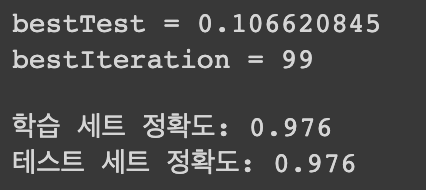 bestTest = 0.106620845
bestIteration = 99
학습 세트 정확도: 0.976
테스트 세트 정확도: 0.976